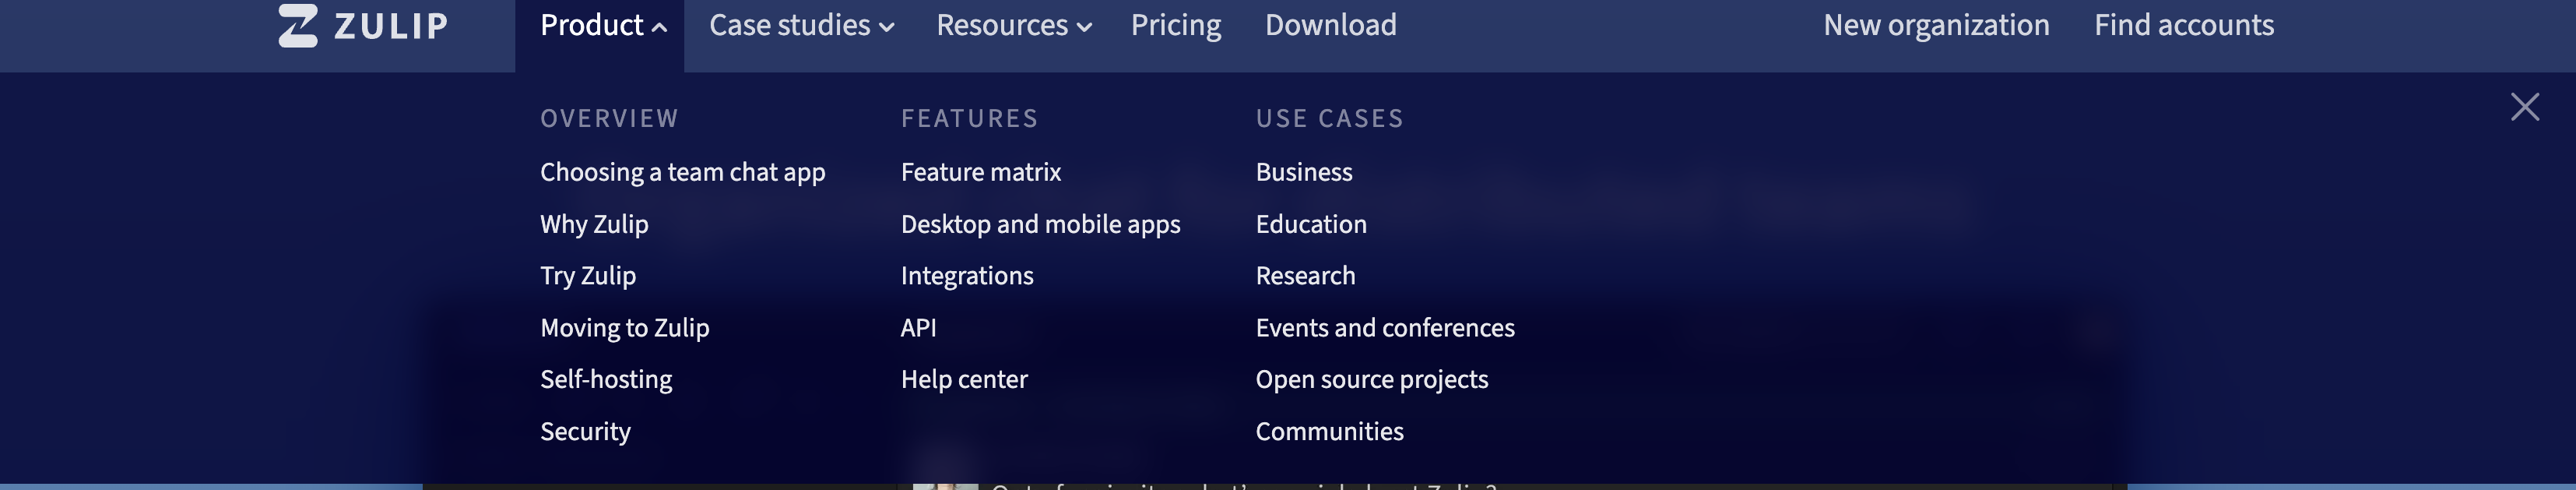 ZULIP
Product
Case studies
Resources
Pricing
Download
New organization
Find accounts
OVERVIEW
Choosing a team chat app
Why Zulip
Try Zulip
Moving to Zulip
Self-hosting
Security
FEATURES
Feature matrix
Desktop and mobile apps
Integrations
API
Help center
USE CASES
Business
Education
Research
Events and conferences
Open source projects
Communities